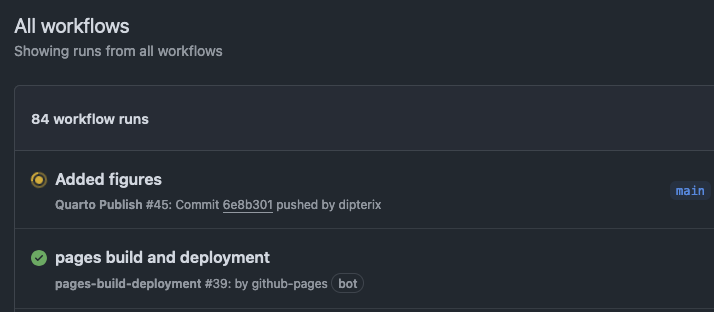 All workflows
Showing runs from all workflows
84 workflow runs
Added figures
main
Quarto Publish #45: Commit 6e8b301 pushed by dipterix
pages build and deployment
pages-build-deployment #39: by github-pages bot